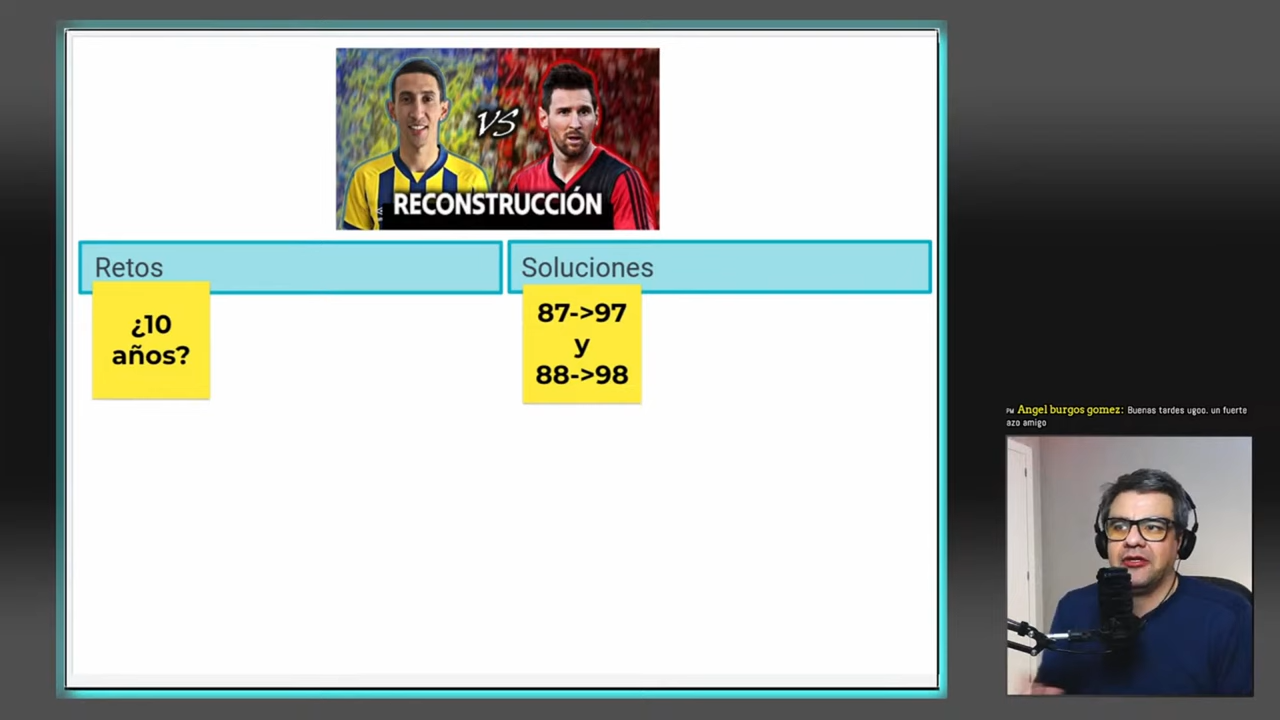 VS
RECONSTRUCCIÓN
Retos
Soluciones
¿10
años?
87->97
y
88->98
PM Angel burgos gomez: Buenas tardes ugoo. un fuerte
azo amigo